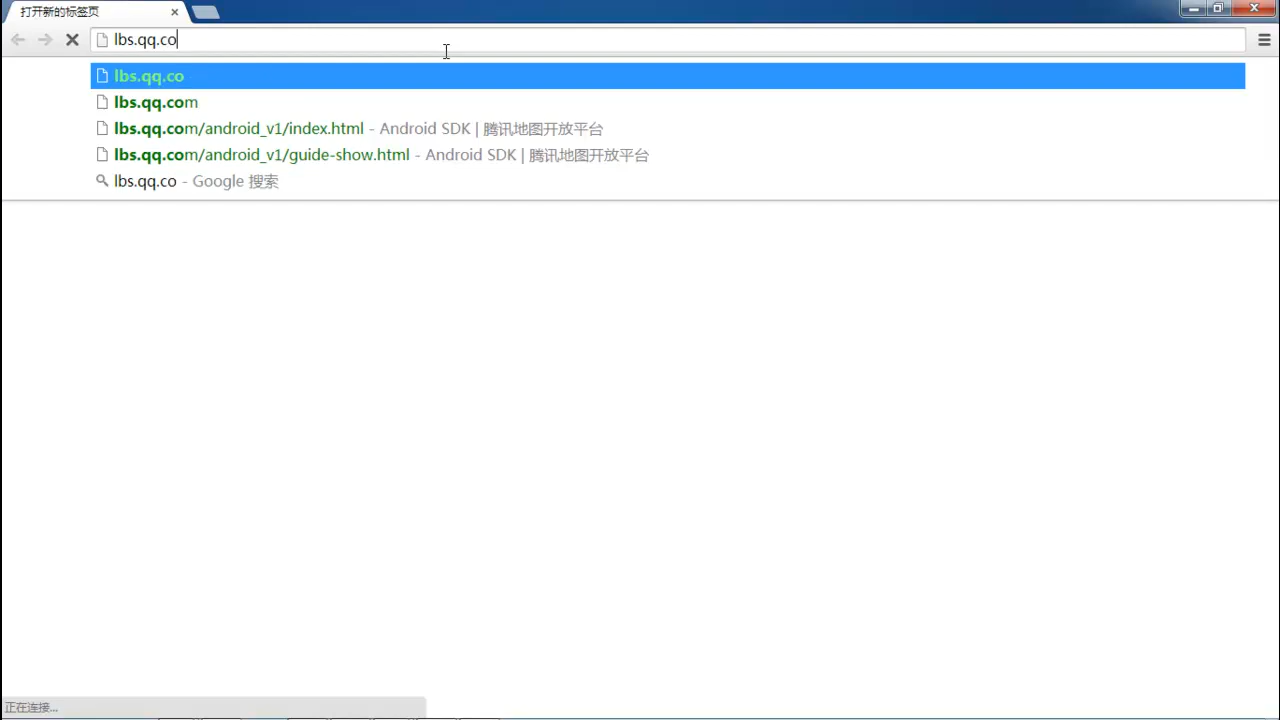 打开新的标签页
lbs.qq.co
lbs.qq.co
lbs.qq.com
lbs.qq.com/android_v1/index.html - Android SDK | 腾讯地图开放平台
lbs.qq.com/android_v1/guide-show.html - Android SDK | 腾讯地图开放平台
lbs.qq.co - Google 搜索
正在连接...